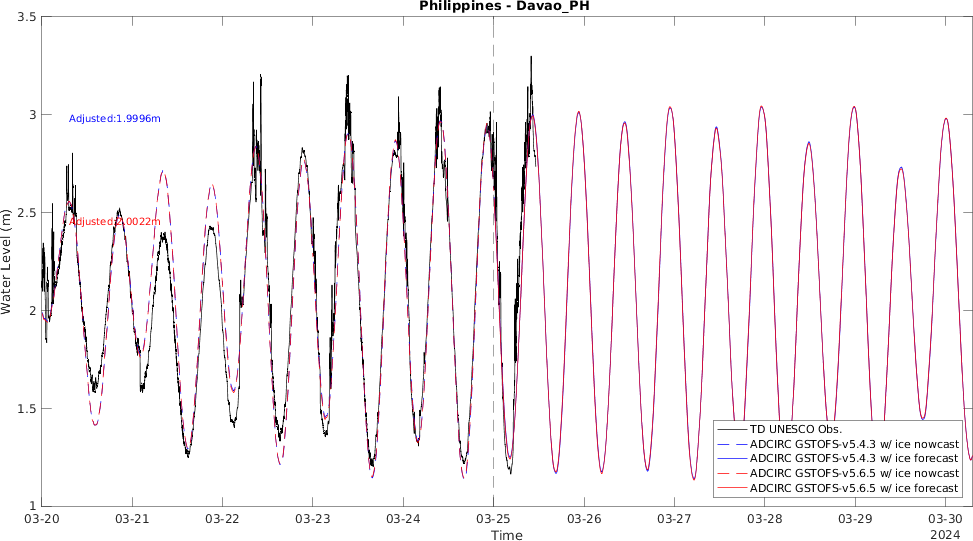 Philippines - Davao_PH
3.5
3
2.5
2
1.5
1
Water Level (m)
Adjusted:1.9996m
Adjusted:2.0022m
TD UNESCO Obs.
ADCIRC GSTOFS-v5.4.3 w/ ice nowcast
ADCIRC GSTOFS-v5.4.3 w/ ice forecast
ADCIRC GSTOFS-v5.6.5 w/ ice nowcast
ADCIRC GSTOFS-v5.6.5 w/ ice forecast
03-20 03-21 03-22 03-23 03-24 03-25 03-26 03-27 03-28 03-29 03-30
Time
2024